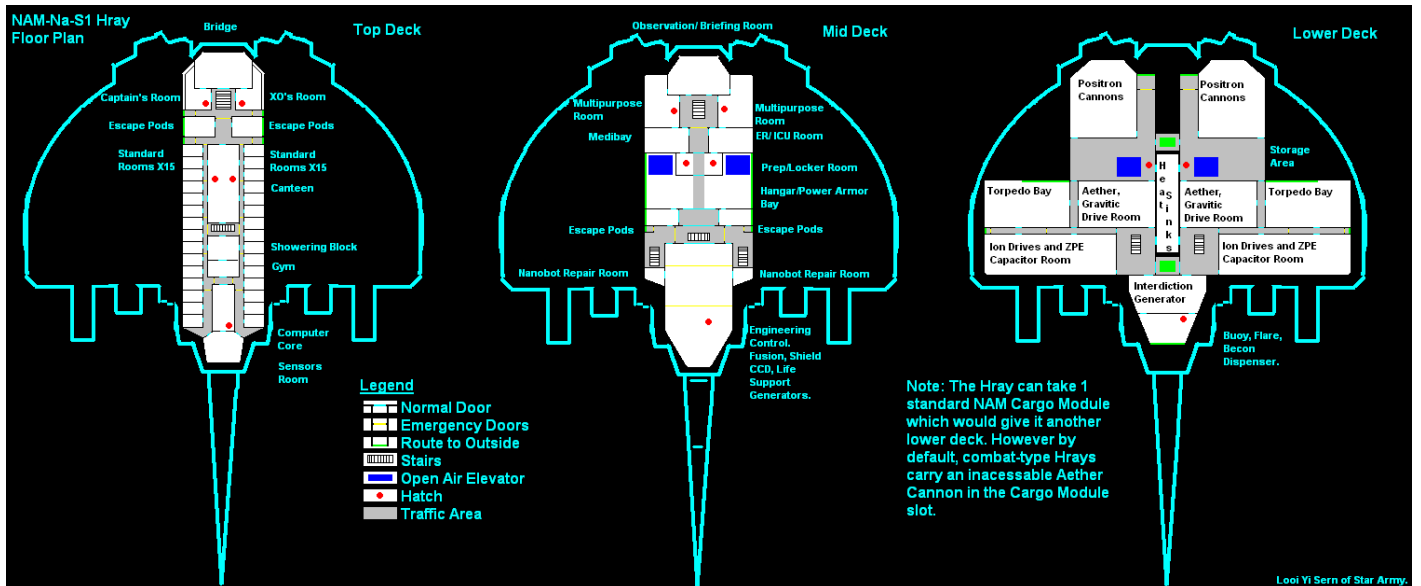 NAM-Na-S1 Hray
Floor Plan
Bridge
Top Deck
Captain's Room
XO's Room
Escape Pods
Escape Pods
Standard
Rooms X15
Standard
Rooms X15
Canteen
Showering Block
Gym
Computer
Core
Sensors
Room
Legend
Normal Door
Emergency Doors
Route to Outside
Stairs
Open Air Elevator
Hatch
Traffic Area
Observation/ Briefing Room
Mid Deck
Multipurpose
Room
Multipurpose
Room
Medibay
ER/ ICU Room
Prep/Locker Room
Hangar/Power Armor
Bay
Escape Pods
Escape Pods
Nanobot Repair Room
Nanobot Repair Room
Engineering
Control.
Fusion, Shield
CCD, Life
Support
Generators.
Lower Deck
Positron
Cannons
Positron
Cannons
Storage
Area
Heat
Sinks
Torpedo Bay
Aether,
Gravitic
Drive Room
Aether,
Gravitic
Drive Room
Torpedo Bay
Ion Drives and ZPE
Capacitor Room
Ion Drives and ZPE
Capacitor Room
Interdiction
Generator
Buoy, Flare,
Becon
Dispenser.
Note: The Hray can take 1
standard NAM Cargo Module
which would give it another
lower deck. However by
default, combat-type Hrays
carry an inacessable Aether
Cannon in the Cargo Module
slot.
Looi Yi Sern of Star Army.